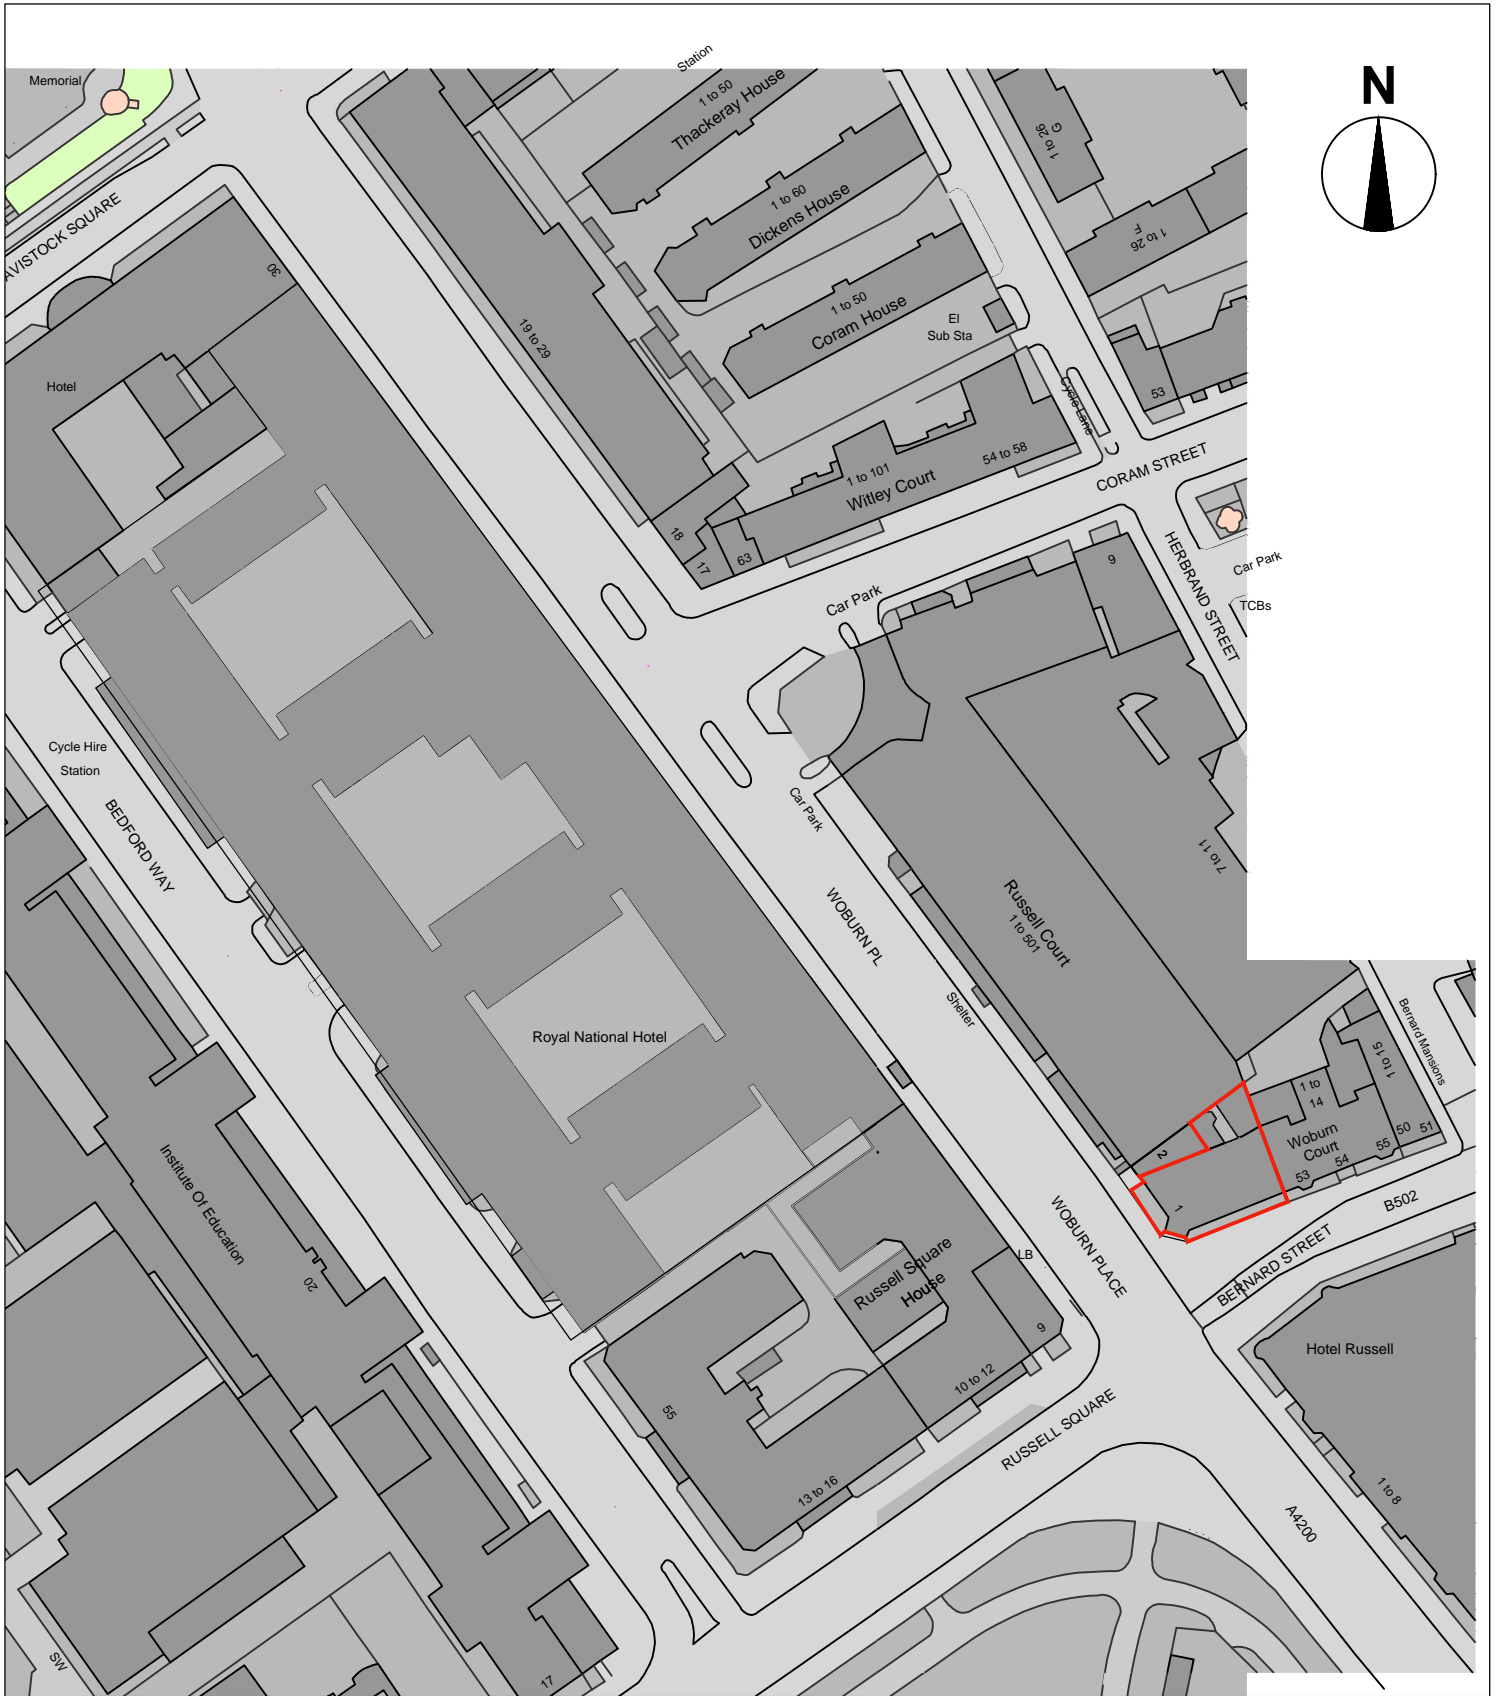 Station
Memorial
N
1 to 50
Thackeray House
G
1 to 26
AVISTOCK SQUARE
1 to 60
Dickens House
F
1 to 26
30
19 to 29
1 to 50
Coram House
El
Sub Sta
Hotel
53
Cycle Lane
54 to 58
1 to 101
Witley Court
CORAM STREET
18
17
63
9
HERBRAND STREET
Car Park
TCBs
Car Park
Cycle Hire
Station
BEDFORD WAY
Car Park
7 to 11
Russell Court
1 to 501
WOBURN PL
Shelter
Royal National Hotel
Bernard Mansions
1 to 15
1 to
14
Woburn
Court
50
51
55
54
53
2
1
Institute Of Education
20
B502
WOBURN PLACE
LB
BERNARD STREET
Russell Square
House
9
Hotel Russell
10 to 12
55
RUSSELL SQUARE
13 to 16
1 to 8
A4200
SW
17